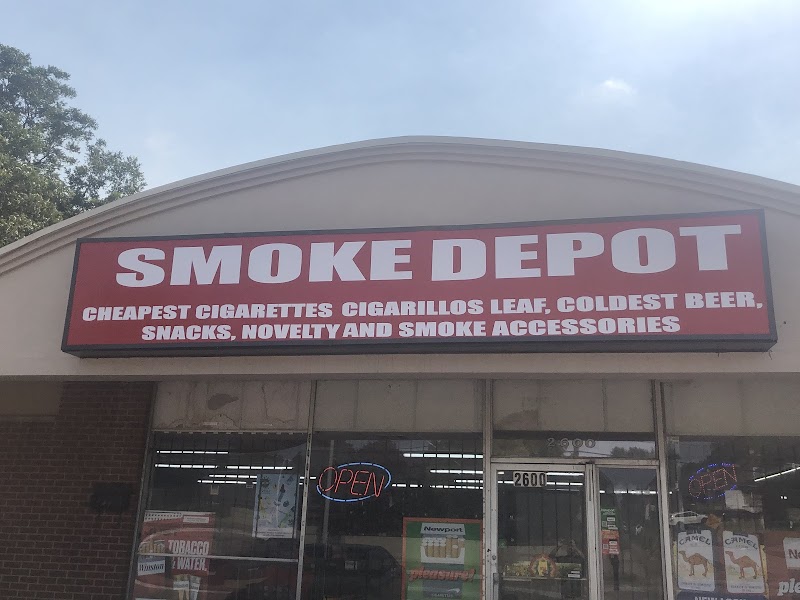 SMOKE DEPOT
CHEAPEST CIGARETTES CIGARILLOS LEAF, COLDEST BEER,
SNACKS, NOVELTY AND SMOKE ACCESSORIES
2600
OPEN
2600
OPEN
Newport
pleasure!
TOBACCO
& WATER.
Winston
CAMEL
CAMEL